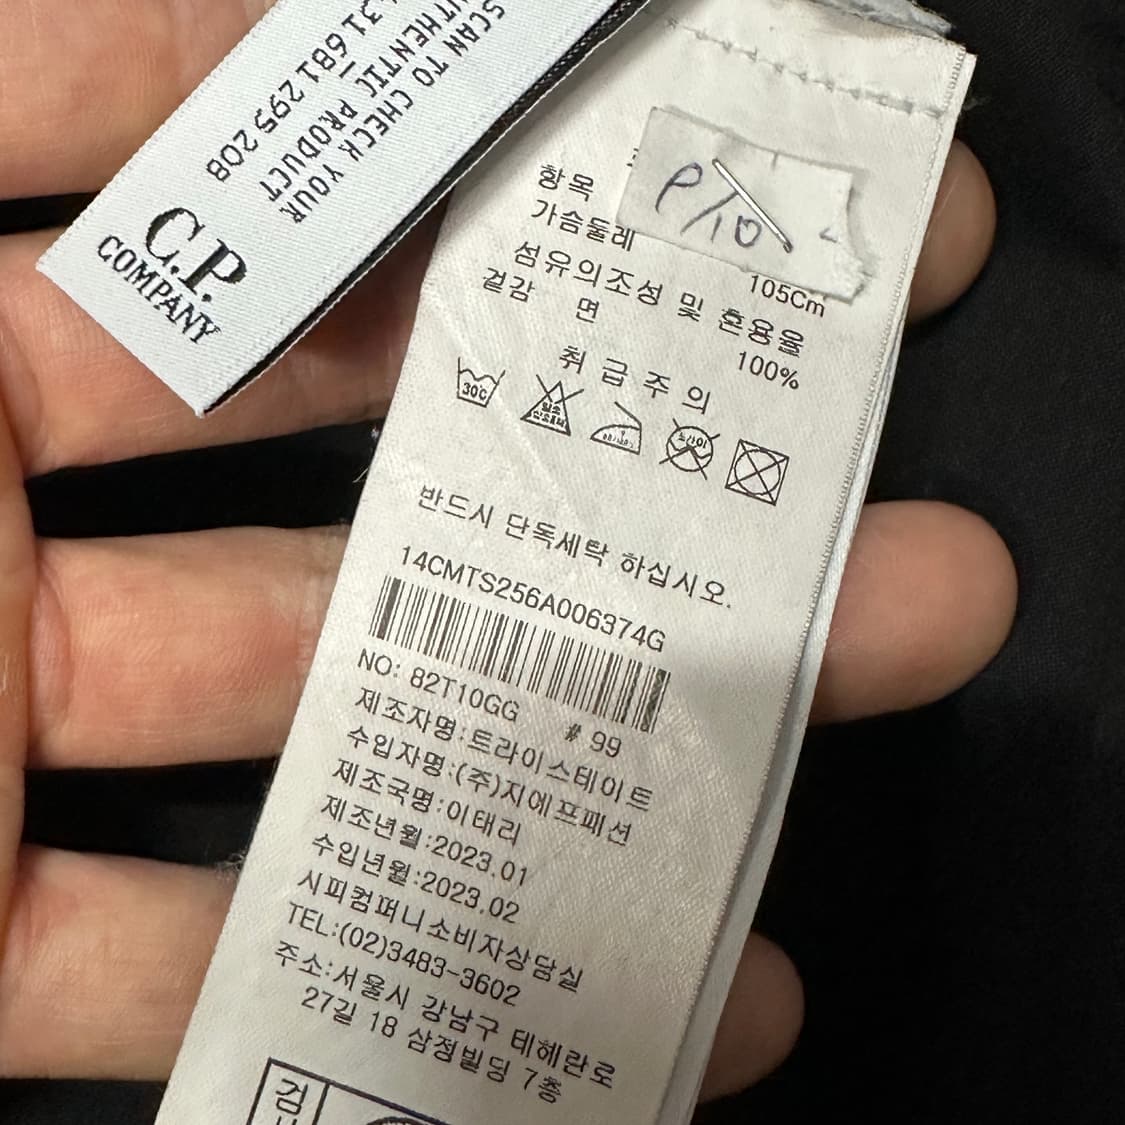 SCAN TO CHECK YOUR
AUTHENTIC PRODUCT
C.P.
COMPANY
P/10
항목
가슴둘레 105Cm
섬유의조성 및 혼용율
겉감 면 100%
취급주의
30℃
반드시 단독세탁 하십시오.
14CMTS256A006374G
NO: 82T10GG # 99
제조자명:트라이스테이트
수입자명:(주)지에프패션
제조국명:이태리
제조년월:2023.01
수입년월:2023.02
시피컴퍼니소비자상담실
TEL:(02)3483-3602
주소:서울시 강남구 테헤란로
27길 18 삼정빌딩 7층